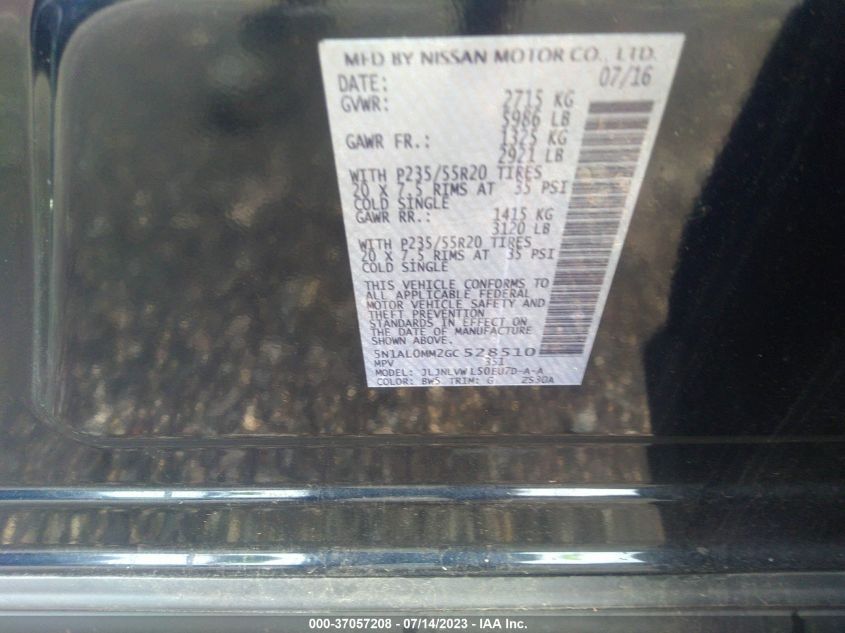 MFD BY NISSAN MOTOR CO., LTD.
DATE: 07/16
GVWR: 2715 KG
5986 LB
GAWR FR.: 1325 KG
2921 LB
WITH P235/55R20 TIRES
20 X 7.5 RIMS AT 35 PSI
COLD SINGLE
GAWR RR.: 1415 KG
3120 LB
WITH P235/55R20 TIRES
20 X 7.5 RIMS AT 35 PSI
COLD SINGLE
THIS VEHICLE CONFORMS TO
ALL APPLICABLE FEDERAL
MOTOR VEHICLE SAFETY AND
THEFT PREVENTION
STANDARDS IN EFFECT ON
THE DATE OF MANUFACTURE
SHOWN ABOVE.
5N1AL0MM2GC528510
MPV 351
MODEL: JLJNLVWL50EU7D-A-A
COLOR: BW5 TRIM: G ZS30A
000-37057208 - 07/14/2023 - IAA Inc.